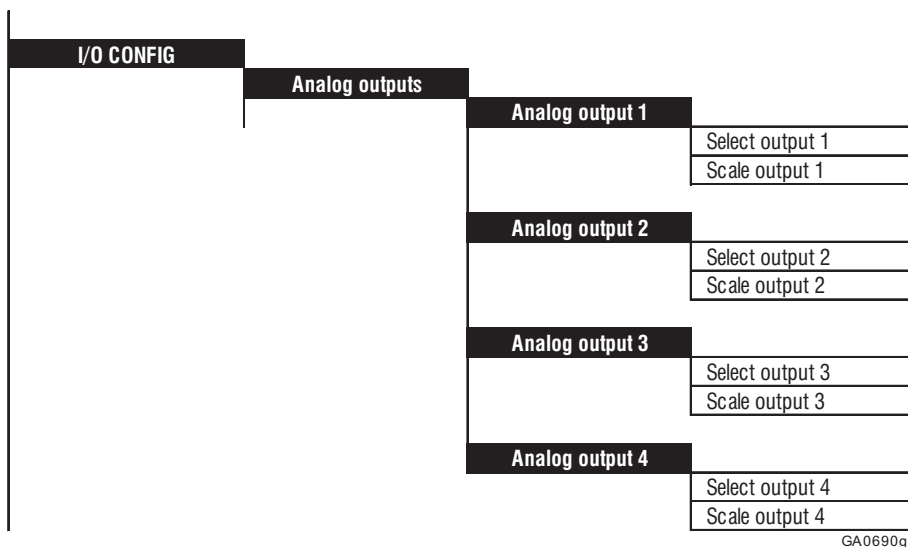 I/O CONFIG
Analog outputs
Analog output 1
Select output 1
Scale output 1
Analog output 2
Select output 2
Scale output 2
Analog output 3
Select output 3
Scale output 3
Analog output 4
Select output 4
Scale output 4
GA0690g